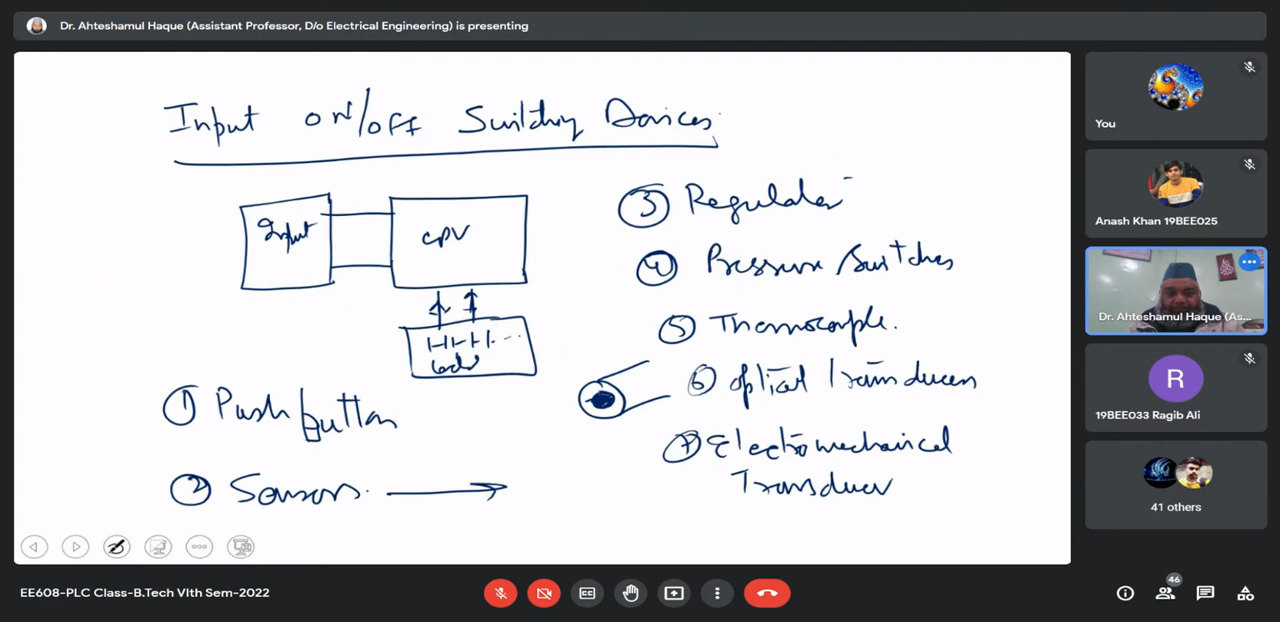 Dr. Ahteshamul Haque (Assistant Professor, D/o Electrical Engineering) is presenting
Input ON/OFF Switching Devices
Input
CPU
① Push button
② Sensors.
③ Regulator
④ Pressure Switches
⑤ Thermocouple.
⑥ optical transducers
⑦ Electromechanical
Transducer
You
Anash Khan 19BEE025
Dr. Ahteshamul Haque (As...
R
19BEE033 Ragib Ali
41 others
EE608-PLC Class-B.Tech VIth Sem-2022
CC
46